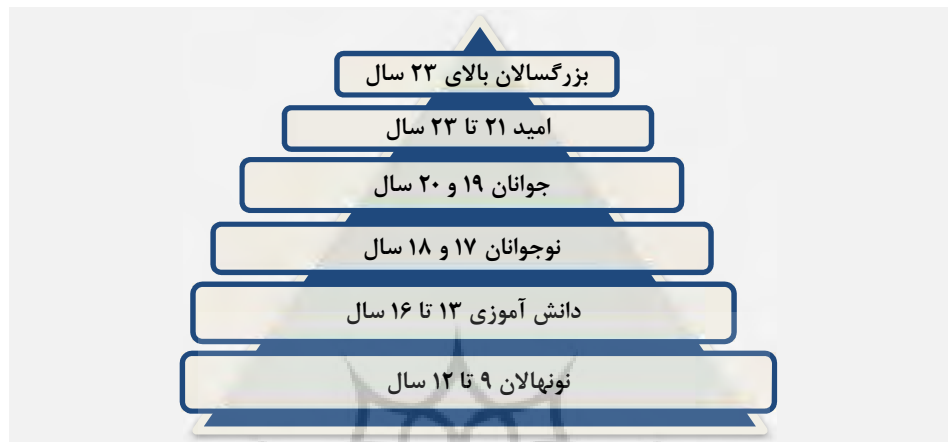 بزرگسالان بالای ۲۳ سال
امید ۲۱ تا ۲۳ سال
جوانان ۱۹ و ۲۰ سال
نوجوانان ۱۷ و ۱۸ سال
دانش آموزی ۱۳ تا ۱۶ سال
نونهالان ۹ تا ۱۲ سال